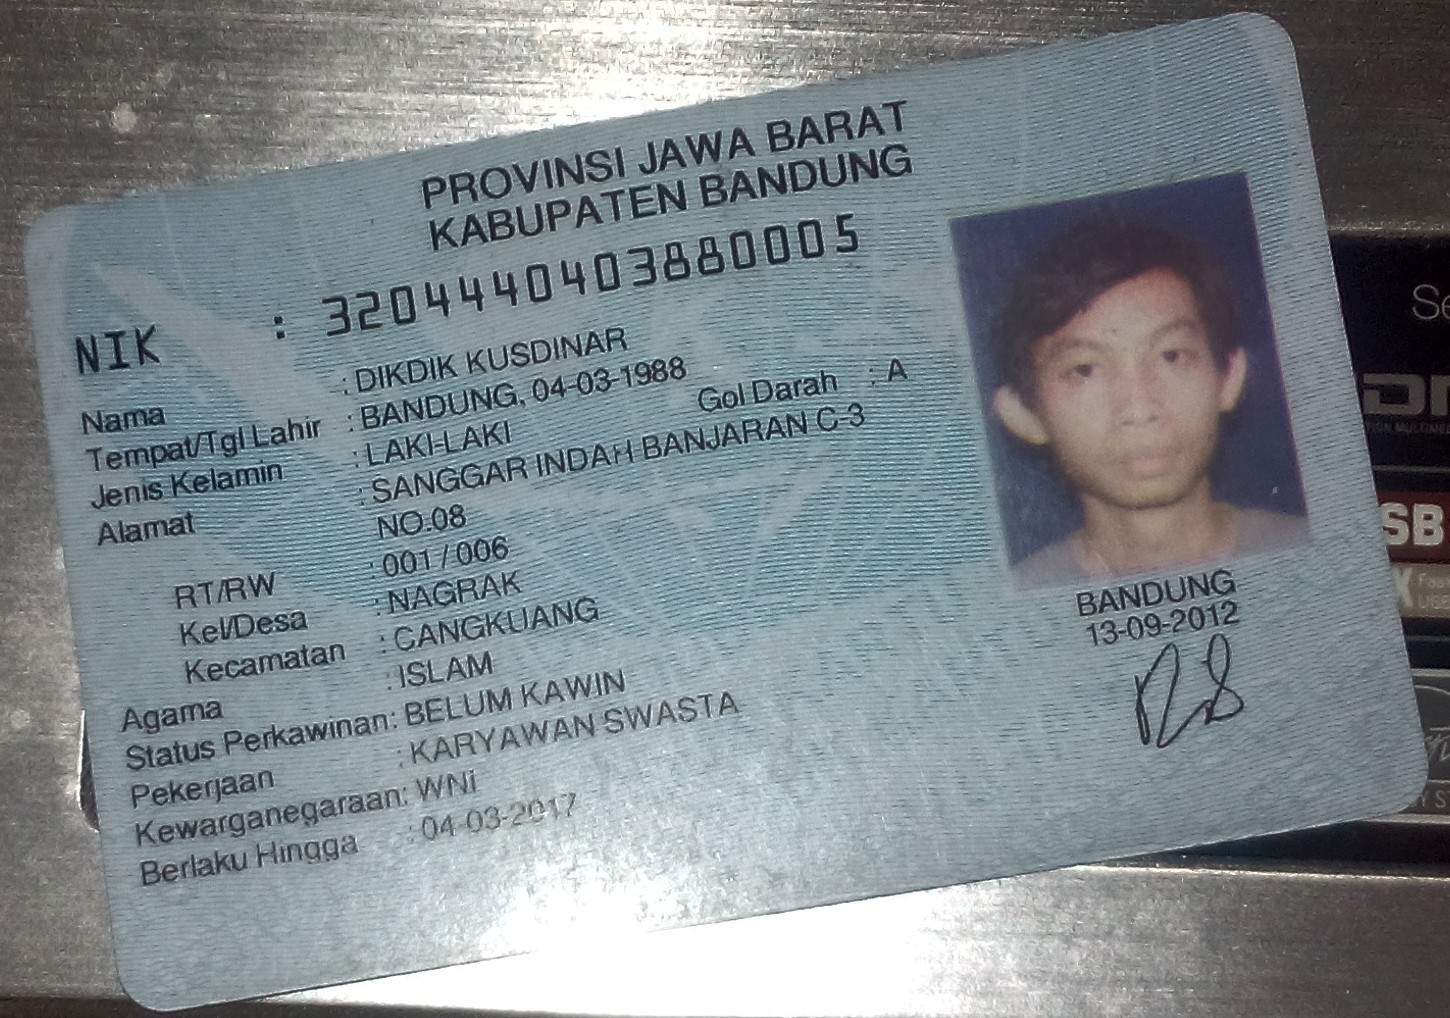 PROVINSI JAWA BARAT
KABUPATEN BANDUNG
NIK : 3204440403880005
Nama : DIKDIK KUSDINAR
Tempat/Tgl Lahir : BANDUNG, 04-03-1988
Jenis Kelamin : LAKI-LAKI Gol Darah : A
Alamat : SANGGAR INDAH BANJARAN C-3
NO.08
RT/RW : 001 / 006
Kel/Desa : NAGRAK
Kecamatan : CANGKUANG
Agama : ISLAM
Status Perkawinan: BELUM KAWIN
Pekerjaan : KARYAWAN SWASTA
Kewarganegaraan: WNi
Berlaku Hingga : 04-03-2017
BANDUNG
13-09-2012